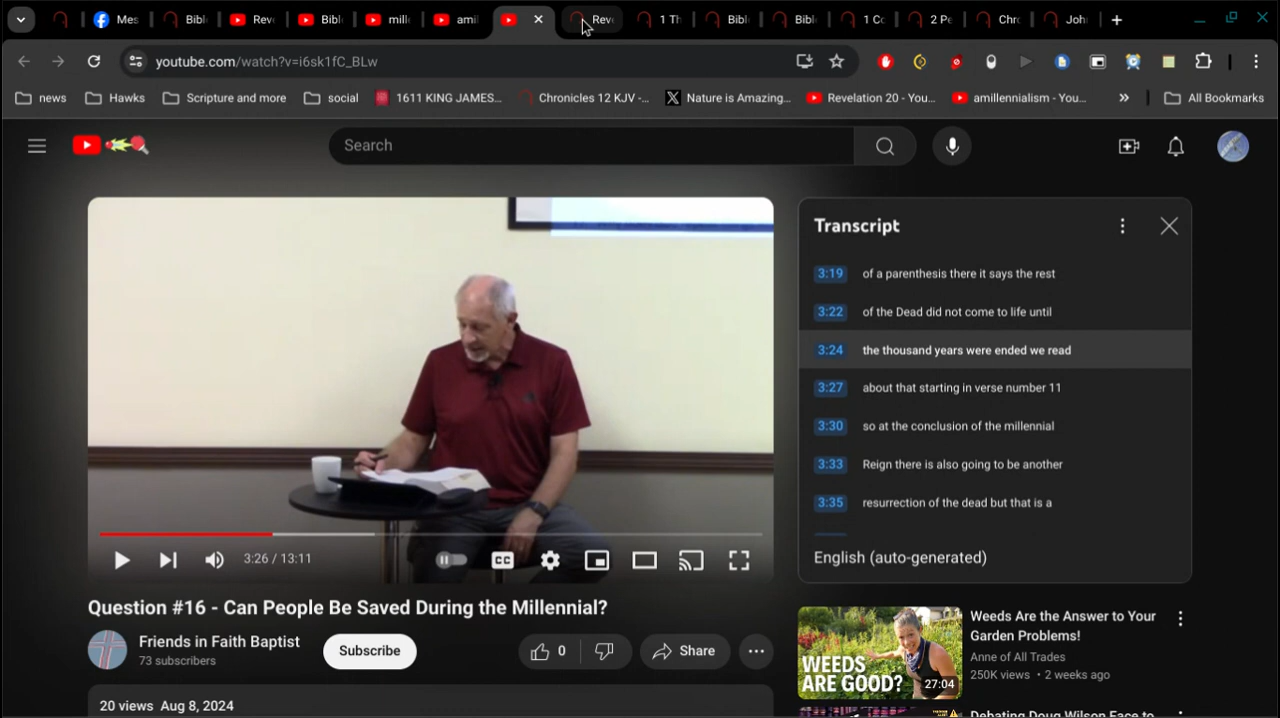 Mes
Bibl
Reve
Bibl
mille
amil
Reve
1 Th
Bibl
Bibl
1 Co
2 Pe
Chro
Joh
youtube.com/watch?v=i6sk1fC_BLw
news
Hawks
Scripture and more
social
1611 KING JAMES...
Chronicles 12 KJV -...
Nature is Amazing...
Revelation 20 - You...
amillennialism - You...
All Bookmarks
Search
Transcript
3:19 of a parenthesis there it says the rest
3:22 of the Dead did not come to life until
3:24 the thousand years were ended we read
3:27 about that starting in verse number 11
3:30 so at the conclusion of the millennial
3:33 Reign there is also going to be another
3:35 resurrection of the dead but that is a
English (auto-generated)
3:26 / 13:11
CC
Question #16 - Can People Be Saved During the Millennial?
Friends in Faith Baptist
73 subscribers
Subscribe
0
Share
20 views Aug 8, 2024
WEEDS
ARE GOOD?
27:04
Weeds Are the Answer to Your
Garden Problems!
Anne of All Trades
250K views • 2 weeks ago
Debating Doug Wilson Face to